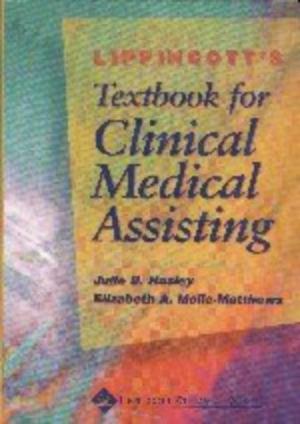 LIPPINCOTT'S
Textbook for
Clinical
Medical
Assisting
Julie B. Hosley
Elizabeth A. Molle-Matthews